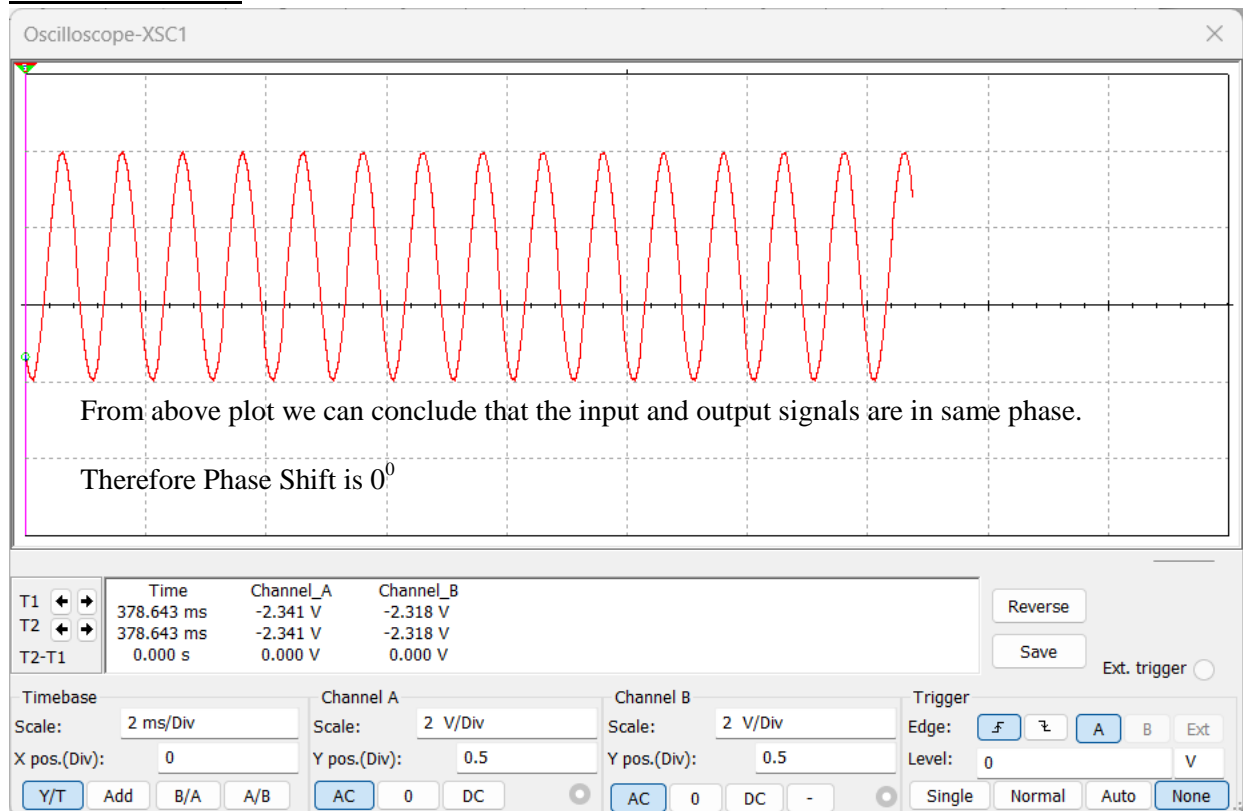 Oscilloscope-XSC1
From above plot we can conclude that the input and output signals are in same phase.
Therefore Phase Shift is 0⁰
Time Channel_A Channel_B
T1 378.643 ms -2.341 V -2.318 V
T2 378.643 ms -2.341 V -2.318 V
T2-T1 0.000 s 0.000 V 0.000 V
Reverse
Save
Ext. trigger
Timebase
Scale: 2 ms/Div
X pos.(Div): 0
Y/T Add B/A A/B
Channel A
Scale: 2 V/Div
Y pos.(Div): 0.5
AC 0 DC
Channel B
Scale: 2 V/Div
Y pos.(Div): 0.5
AC 0 DC -
Trigger
Edge: A B Ext
Level: 0 V
Single Normal Auto None